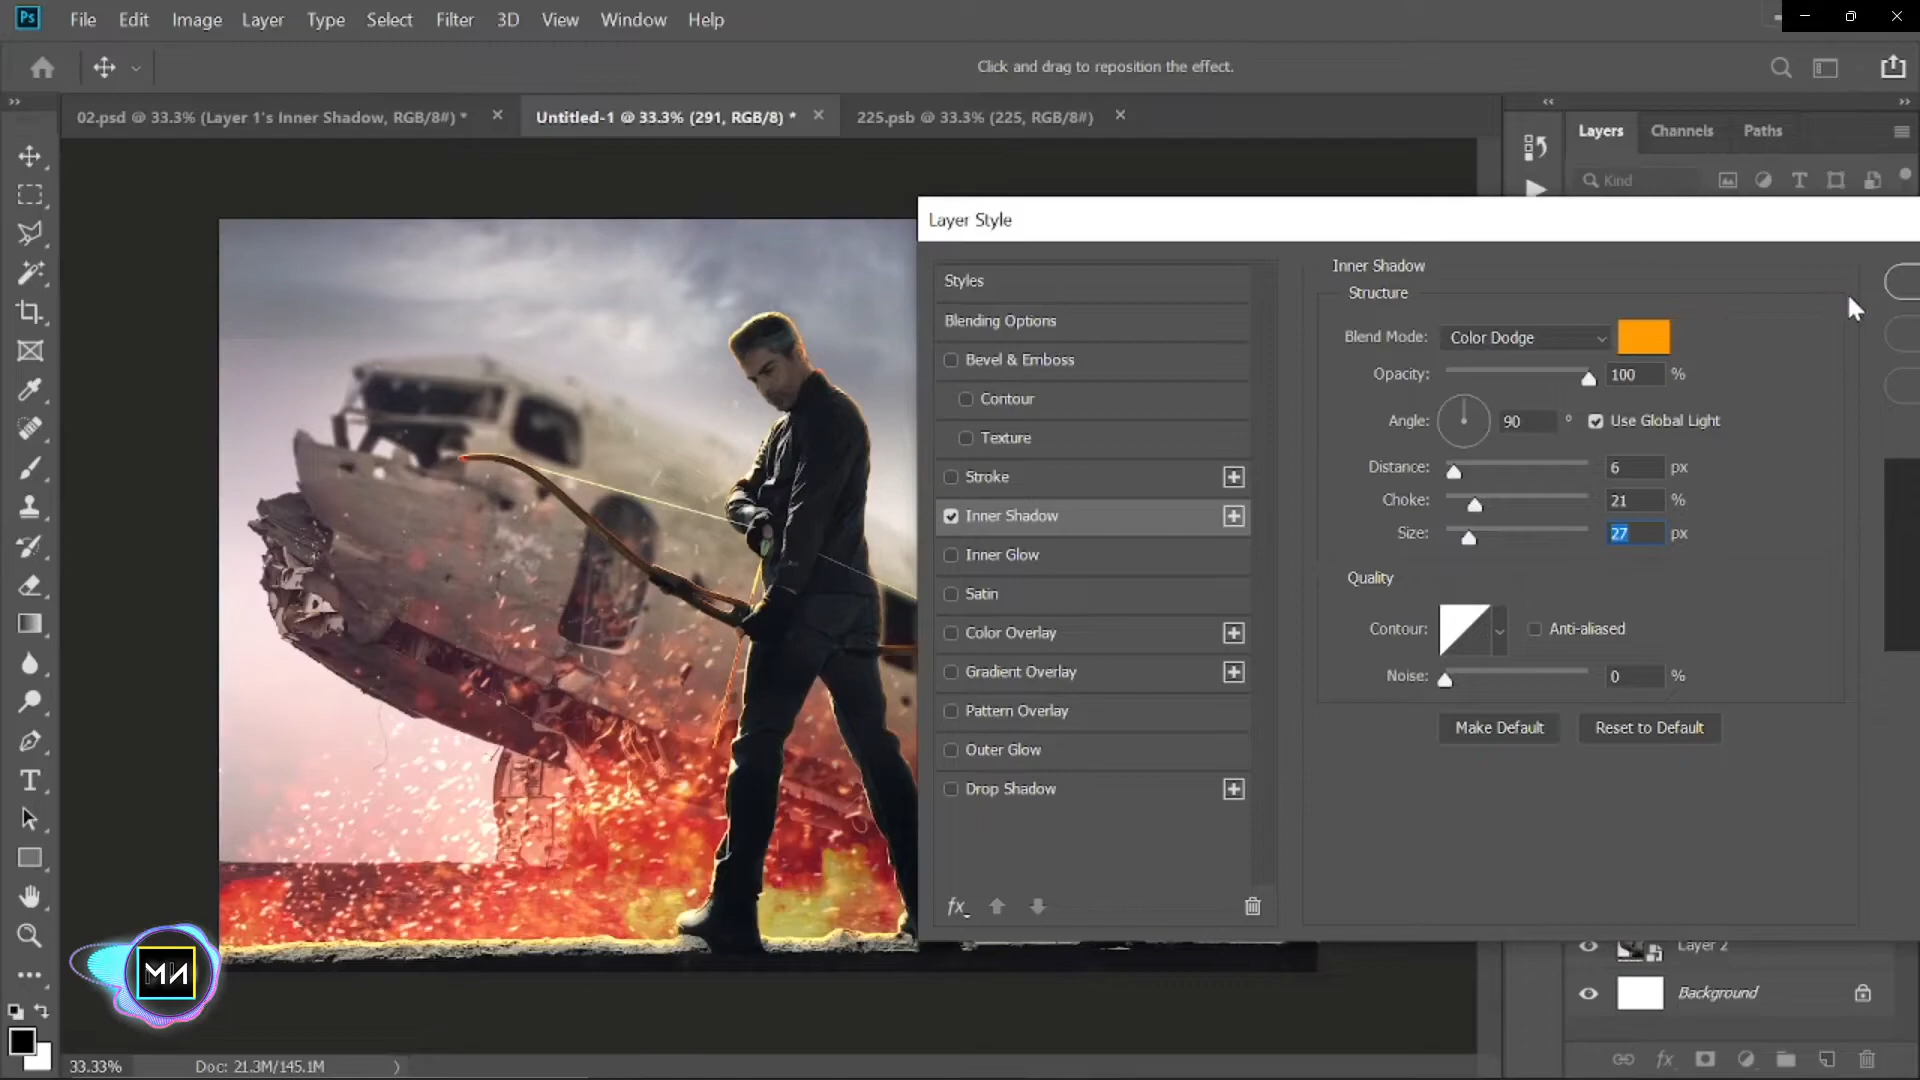 Ps File Edit Image Layer Type Select Filter 3D View Window Help
Click and drag to reposition the effect.
02.psd @ 33.3% (Layer 1's Inner Shadow, RGB/8#) *
Untitled-1 @ 33.3% (291, RGB/8) *
225.psb @ 33.3% (225, RGB/8#)
Layers Channels Paths
Kind
Layer Style
Styles
Blending Options
Bevel & Emboss
Contour
Texture
Stroke
Inner Shadow
Inner Glow
Satin
Color Overlay
Gradient Overlay
Pattern Overlay
Outer Glow
Drop Shadow
fx
Inner Shadow
Structure
Blend Mode: Color Dodge
Opacity: 100 %
Angle: 90 ° Use Global Light
Distance: 6 px
Choke: 21 %
Size: 27 px
Quality
Contour: Anti-aliased
Noise: 0 %
Make Default Reset to Default
Layer 2
Background
fx
MN
33.33% Doc: 21.3M/145.1M